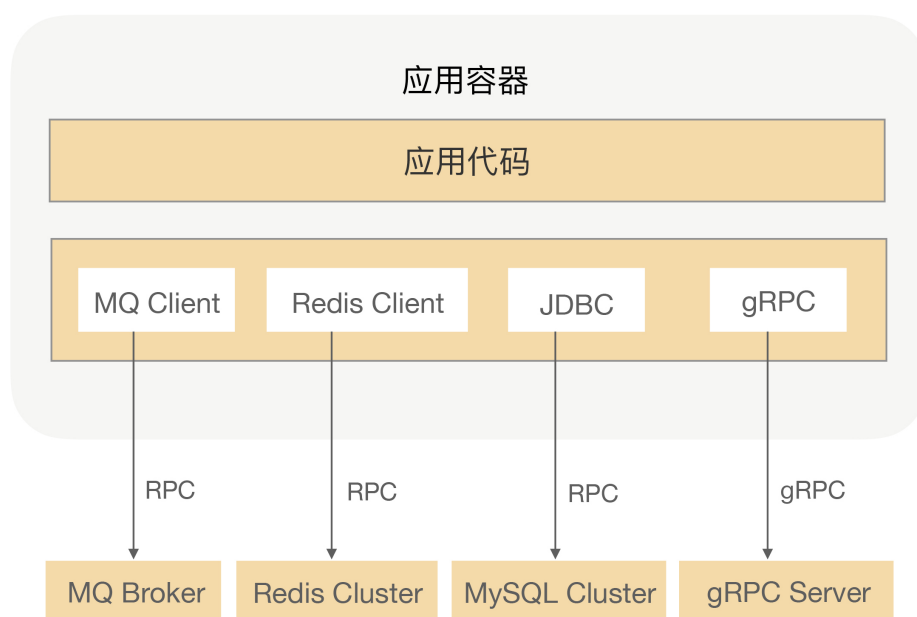 应用容器
应用代码
MQ Client
Redis Client
JDBC
gRPC
RPC
RPC
RPC
gRPC
MQ Broker
Redis Cluster
MySQL Cluster
gRPC Server